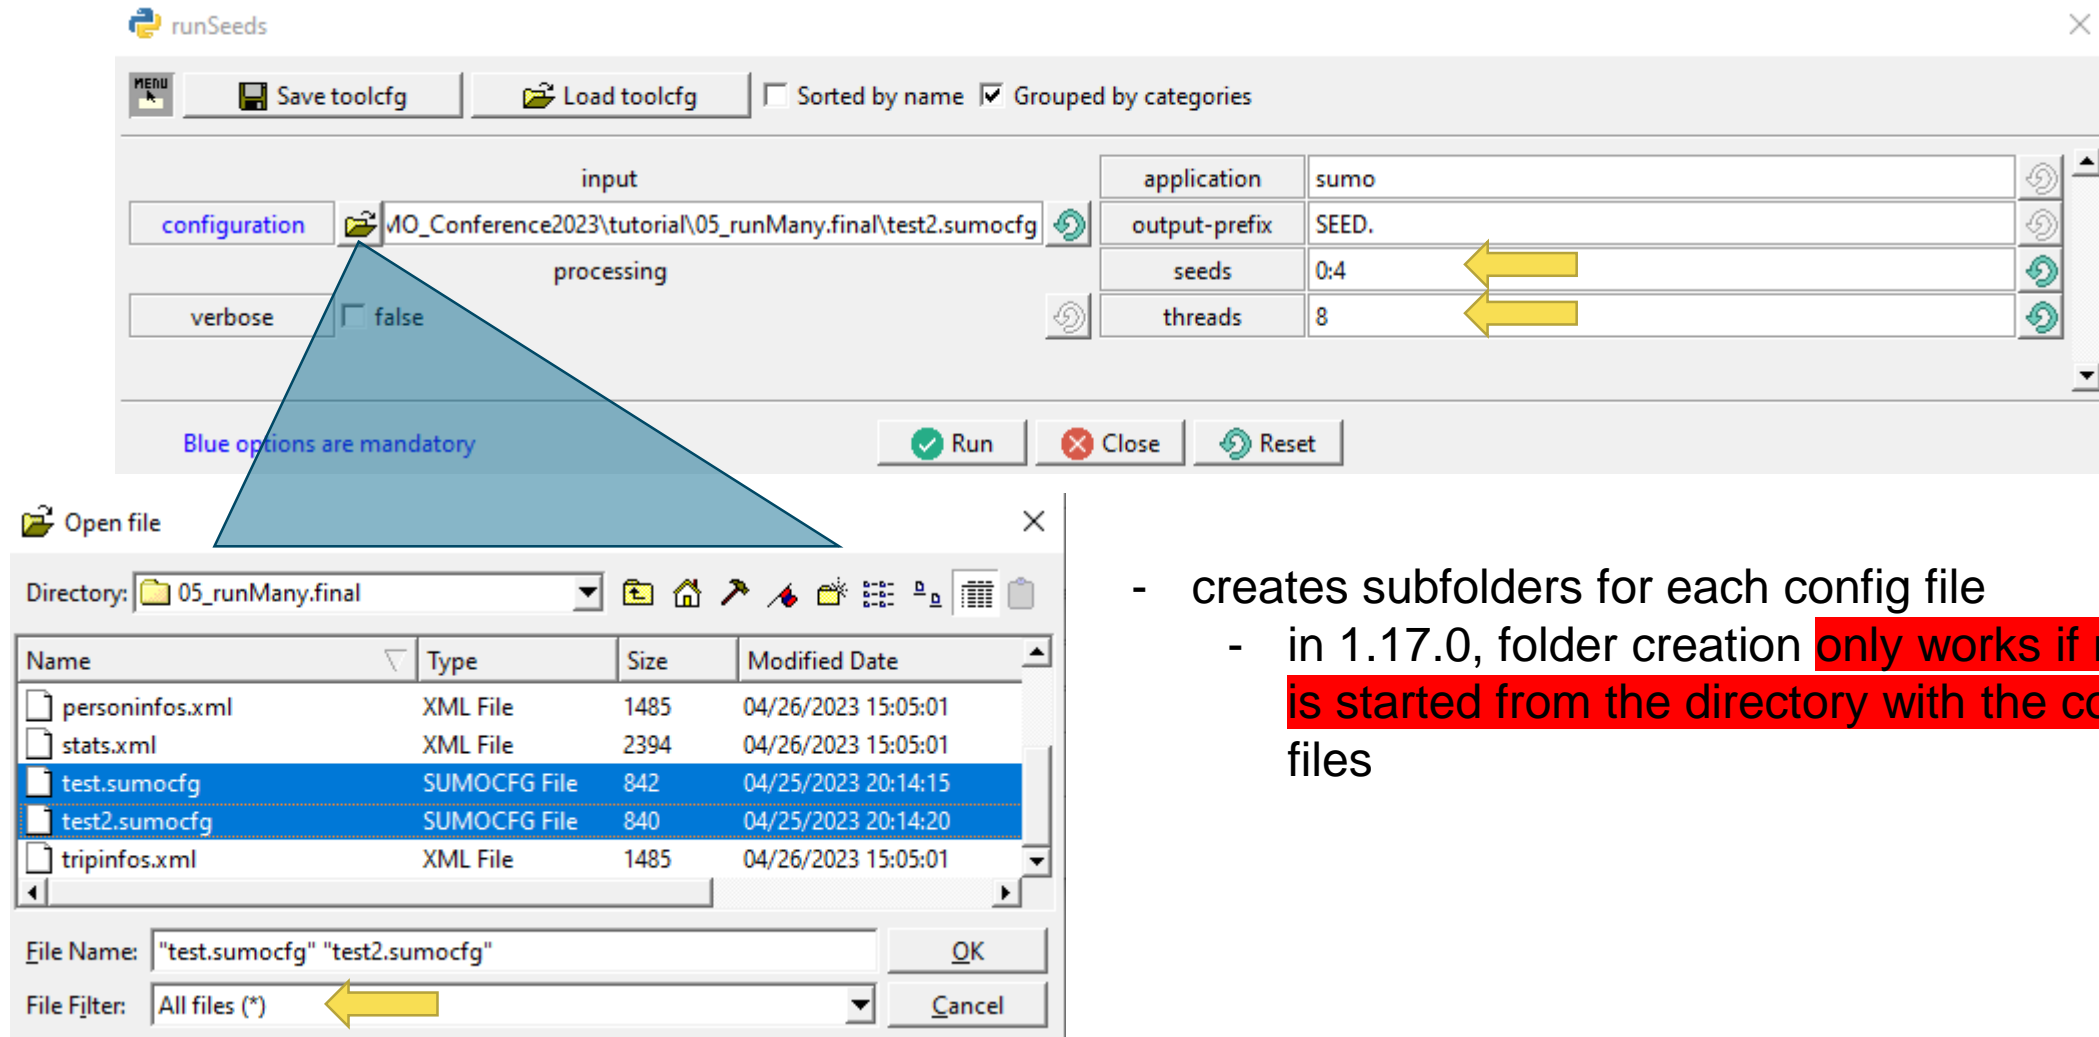 runSeeds
MENU
Save toolcfg
Load toolcfg
Sorted by name
Grouped by categories
input
configuration
MO_Conference2023\tutorial\05_runMany.final\test2.sumocfg
processing
verbose
false
application
sumo
output-prefix
SEED.
seeds
0:4
threads
8
Blue options are mandatory
Run
Close
Reset
Open file
Directory: 05_runMany.final
Name Type Size Modified Date
personinfos.xml XML File 1485 04/26/2023 15:05:01
stats.xml XML File 2394 04/26/2023 15:05:01
test.sumocfg SUMOCFG File 842 04/25/2023 20:14:15
test2.sumocfg SUMOCFG File 840 04/25/2023 20:14:20
tripinfos.xml XML File 1485 04/26/2023 15:05:01
File Name: "test.sumocfg" "test2.sumocfg"
OK
File Filter: All files (*)
Cancel
- creates subfolders for each config file
- in 1.17.0, folder creation only works if
is started from the directory with the
files